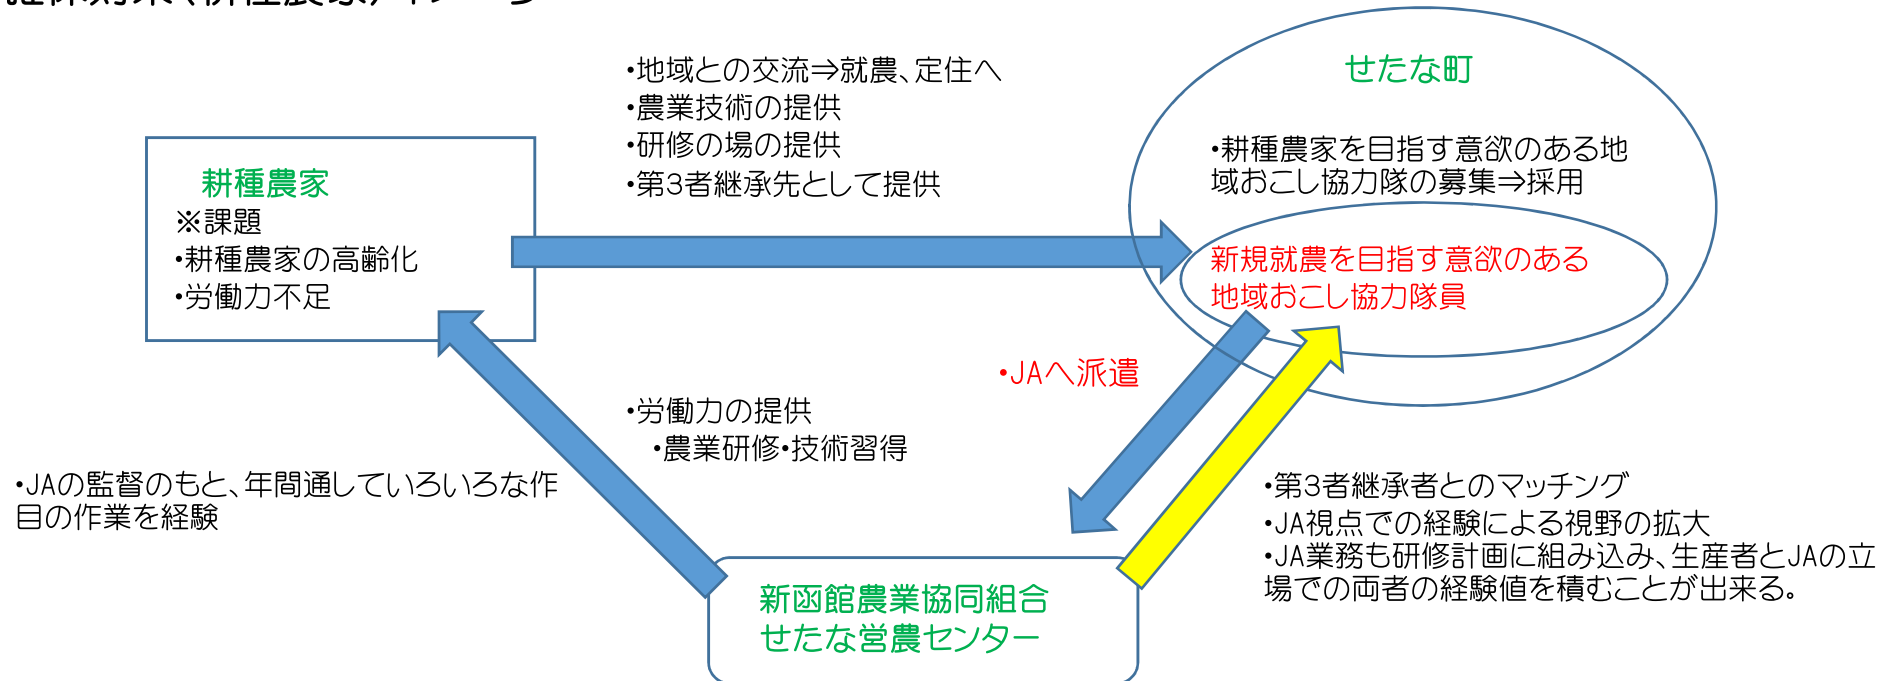 ・地域との交流⇒就農、定住へ
・農業技術の提供
・研修の場の提供
・第3者継承先として提供
せたな町
・耕種農家を目指す意欲のある地
域おこし協力隊の募集⇒採用
新規就農を目指す意欲のある
地域おこし協力隊員
耕種農家
※課題
・耕種農家の高齢化
・労働力不足
・JAへ派遣
・労働力の提供
・農業研修・技術習得
・JAの監督のもと、年間通していろいろな作
目の作業を経験
・第3者継承者とのマッチング
・JA視点での経験による視野の拡大
・JA業務も研修計画に組み込み、生産者とJAの立
場での両者の経験値を積むことが出来る。
新函館農業協同組合
せたな営農センター